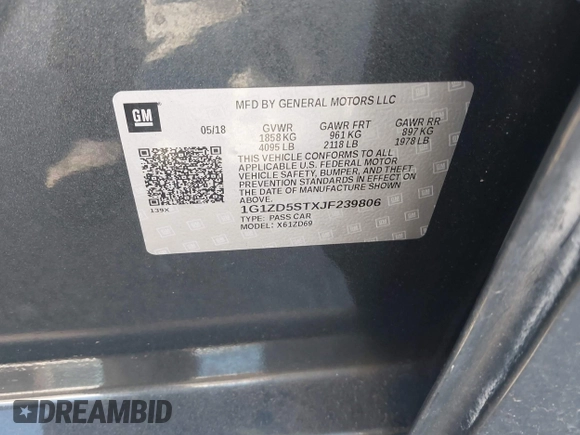 GM
MFD BY GENERAL MOTORS LLC
05/18 GVWR GAWR FRT GAWR RR
1858 KG 961 KG 897 KG
4095 LB 2118 LB 1978 LB
THIS VEHICLE CONFORMS TO ALL
APPLICABLE U.S. FEDERAL MOTOR
VEHICLE SAFETY, BUMPER, AND THEFT
PREVENTION STANDARDS IN EFFECT ON
THE DATE OF MANUFACTURE SHOWN
ABOVE.
139X
1G1ZD5STXJF239806
TYPE: PASS CAR
MODEL: X61ZD69
DREAMBID